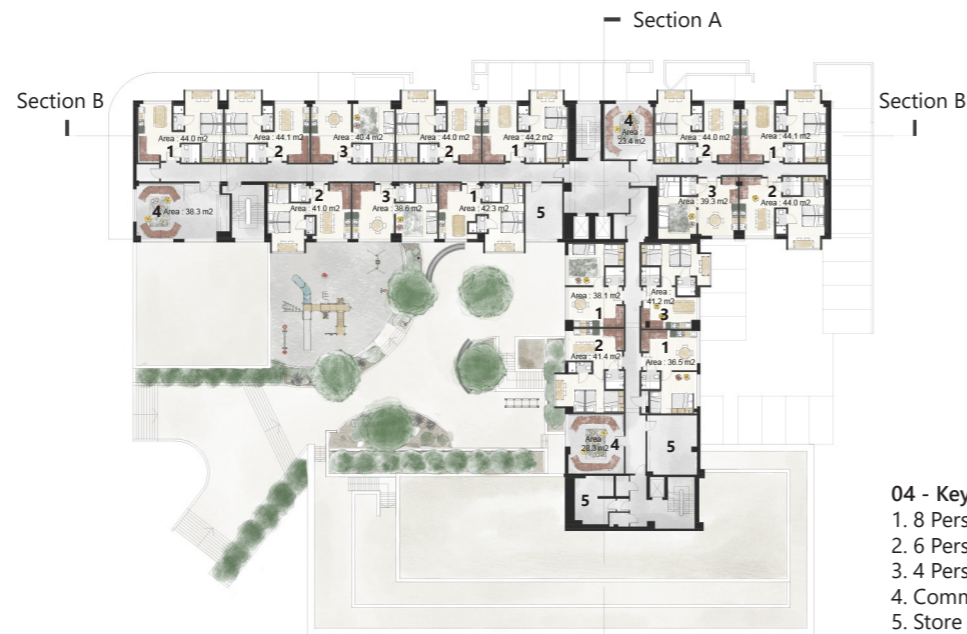 Section A
Section B
Section B
4
Area :
23.4 m2
Area : 44.0 m2
1
Area : 44.1 m2
2
Area : 40.4 m2
3
Area : 44.0 m2
2
Area : 44.2 m2
1
Area : 44.0 m2
2
Area : 44.1 m2
1
4
Area : 38.3 m2
2
Area : 41.0 m2
3
Area : 38.6 m2
1
Area : 42.3 m2
5
3
Area : 39.3 m2
2
Area : 44.0 m2
Area : 38.1 m2
1
Area :
41.2 m2
3
2
Area : 41.4 m2
1
Area : 36.5 m2
Area
4
5
5
04 - Key
1. 8 Pers
2. 6 Pers
3. 4 Pers
4. Comm
5. Store